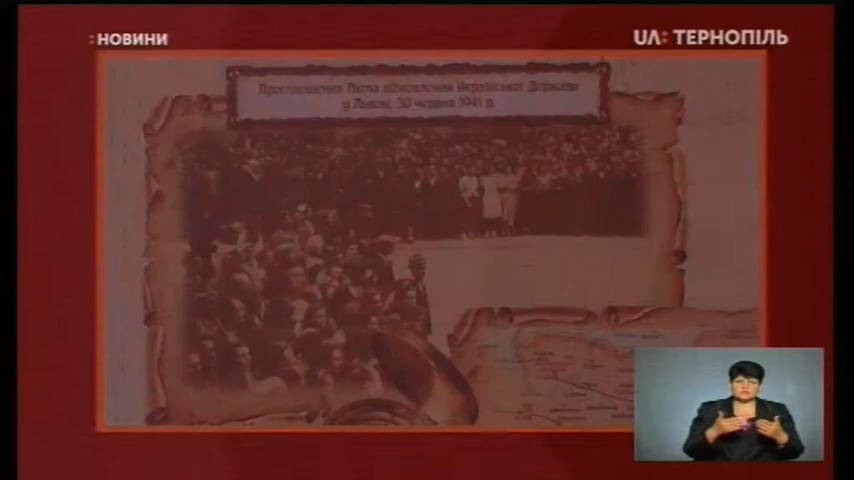 :НОВИНИ
UA: ТЕРНОПІЛЬ
Проголошення Акта відновлення Української Держави
у Львові, 30 червня 1941 р.